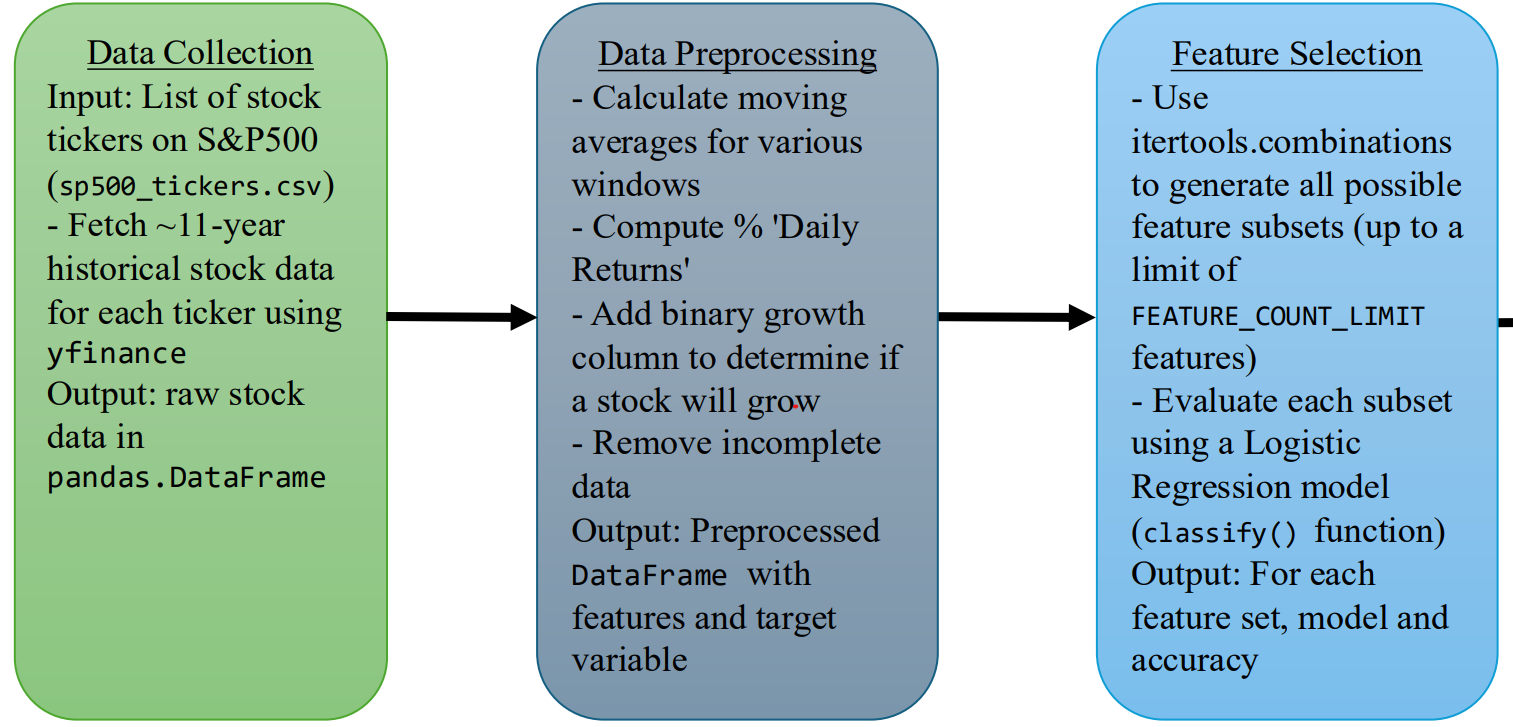 Data Collection
Input: List of stock
tickers on S&P500
(sp500_tickers.csv)
- Fetch ~11-year
historical stock data
for each ticker using
yfinance
Output: raw stock
data in
pandas.DataFrame
Data Preprocessing
- Calculate moving
averages for various
windows
- Compute % 'Daily
Returns'
- Add binary growth
column to determine if
a stock will grow
- Remove incomplete
data
Output: Preprocessed
DataFrame with
features and target
variable
Feature Selection
- Use
itertools.combinations
to generate all possible
feature subsets (up to a
limit of
FEATURE_COUNT_LIMIT
features)
- Evaluate each subset
using a Logistic
Regression model
(classify() function)
Output: For each
feature set, model and
accuracy